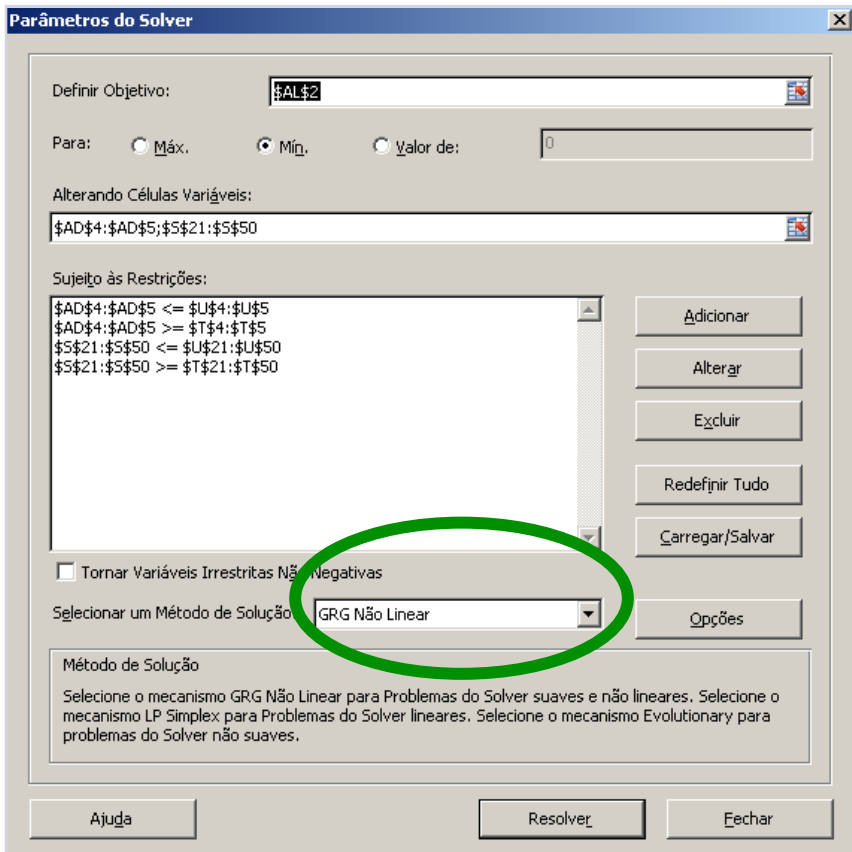 Parâmetros do Solver
Definir Objetivo: $AL$2
Para: Máx. Mín. Valor de: 0
Alterando Células Variáveis:
$AD$4:$AD$5;$S$21:$S$50
Sujeito às Restrições:
$AD$4:$AD$5 <= $U$4:$U$5
$AD$4:$AD$5 >= $T$4:$T$5
$S$21:$S$50 <= $U$21:$U$50
$S$21:$S$50 >= $T$21:$T$50
Adicionar
Alterar
Excluir
Redefinir Tudo
Carregar/Salvar
Tornar Variáveis Irrestritas Não Negativas
Selecionar um Método de Solução GRG Não Linear
Opções
Método de Solução
Selecione o mecanismo GRG Não Linear para Problemas do Solver suaves e não lineares. Selecione o
mecanismo LP Simplex para Problemas do Solver lineares. Selecione o mecanismo Evolutionary para
problemas do Solver não suaves.
Ajuda Resolver Fechar